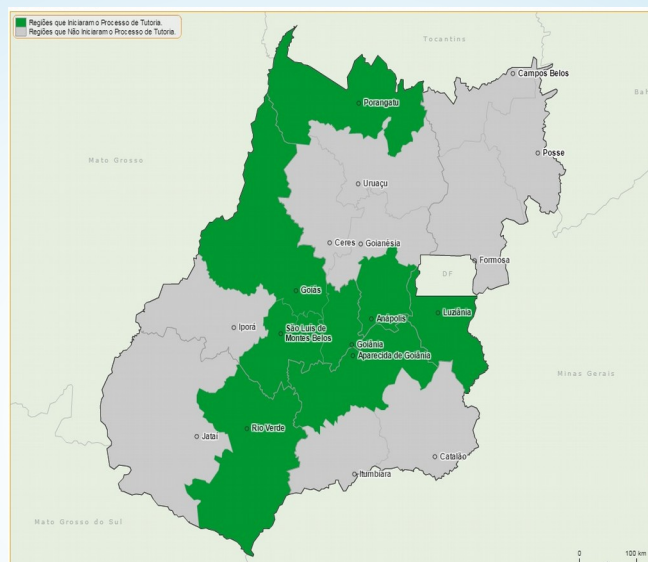 Regiões que Iniciaram o Processo de Tutoria.
Regiões que Não Iniciaram o Processo de Tutoria.
Tocantins
Campos Belos
Porangatu
Mato Grosso
Posse
Uruaçu
Ceres
Goianésia
Formosa
DF
Goiás
Luziânia
Anápolis
Iporá
São Luis de
Montes Belos
Goiânia
Aparecida de Goiânia
Minas Gerais
Rio Verde
Jataí
Catalão
Itumbiara
Mato Grosso do Sul
0 100 km